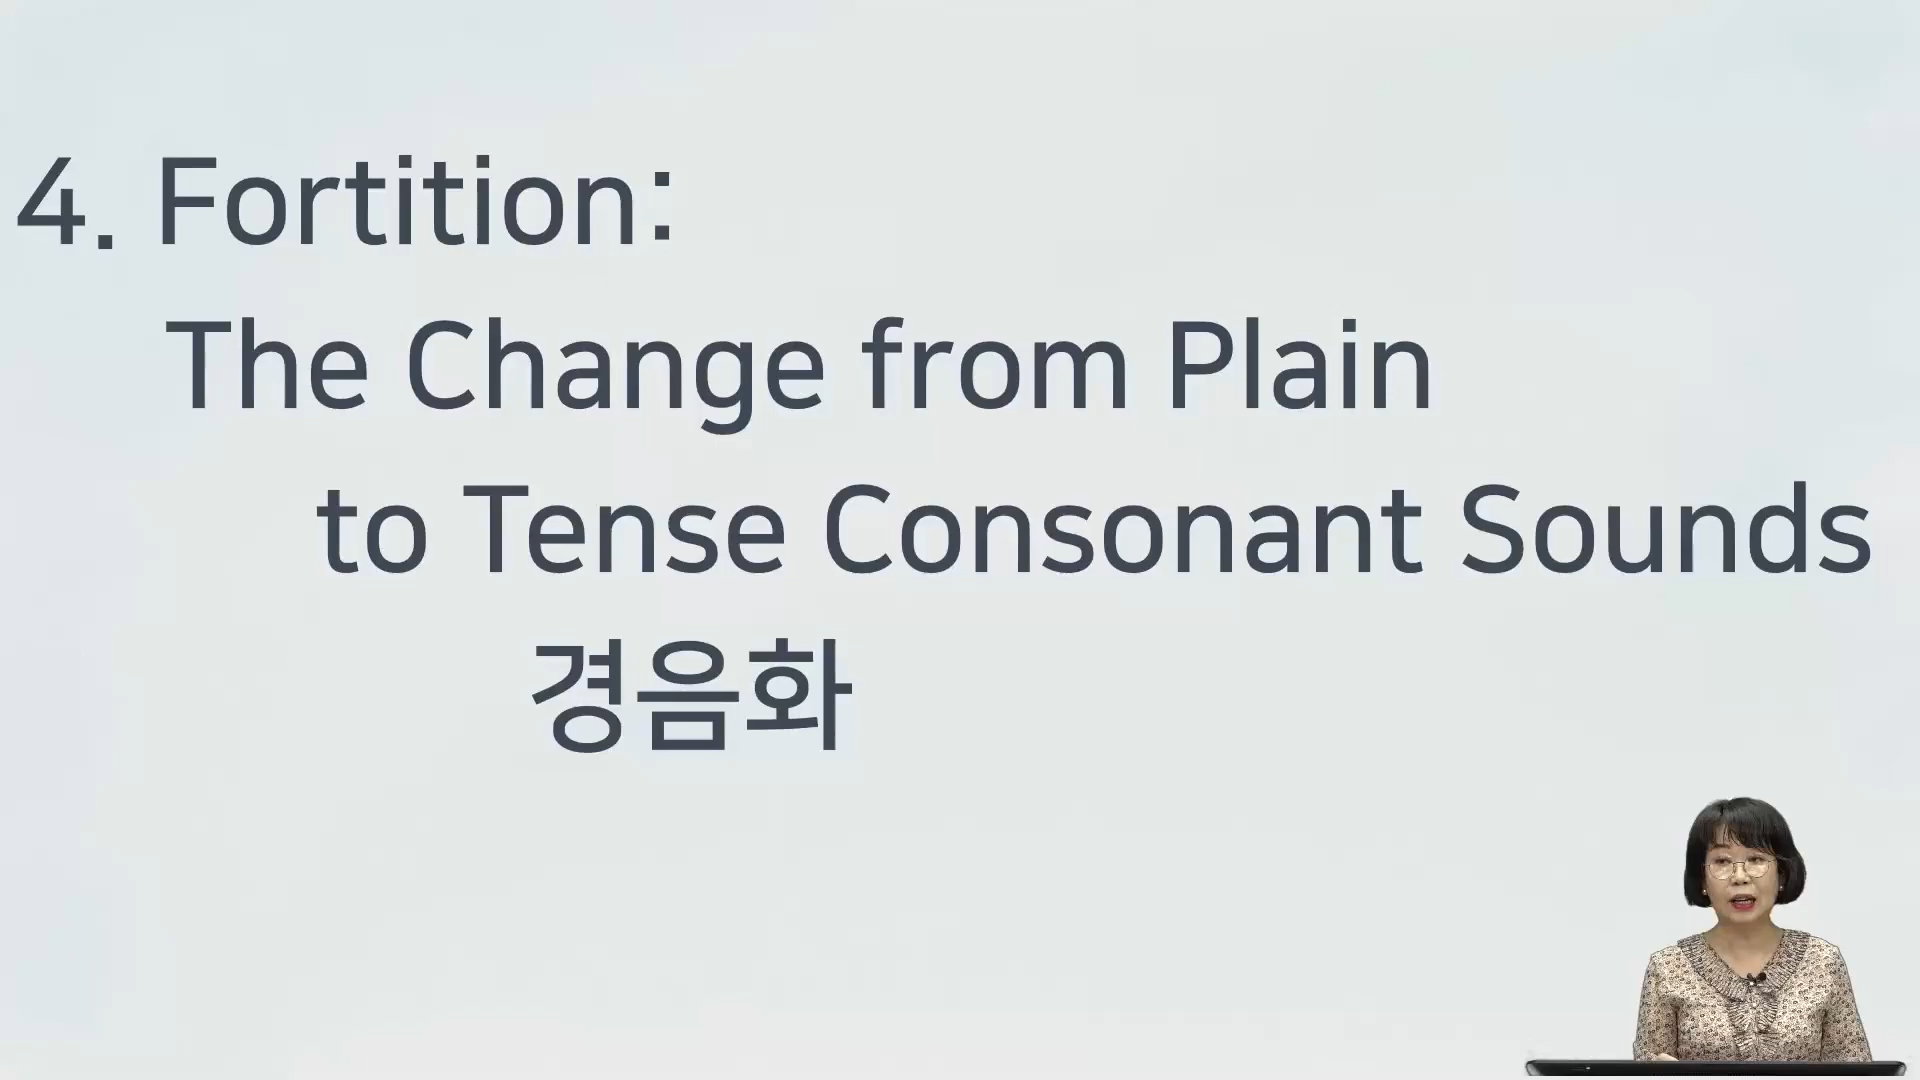 4. Fortition:
The Change from Plain
to Tense Consonant Sounds
경음화